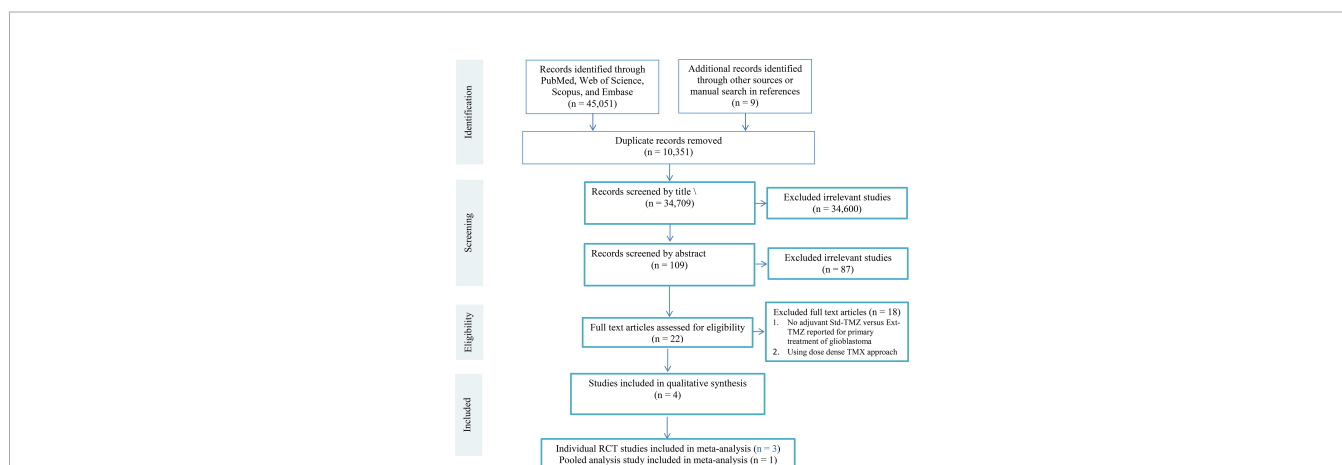 Identification
Records identified through
PubMed, Web of Science,
Scopus, and Embase
(n = 45,051)
Additional records identified
through other sources or
manual search in references
(n = 9)
Duplicate records removed
(n = 10,351)
Screening
Records screened by title \
(n = 34,709)
Excluded irrelevant studies
(n = 34,600)
Records screened by abstract
(n = 109)
Excluded irrelevant studies
(n = 87)
Eligibility
Full text articles assessed for eligibility
(n = 22)
Excluded full text articles (n = 18)
1. No adjuvant Std-TMZ versus Ext-
TMZ reported for primary
treatment of glioblastoma
2. Using dose dense TMX approach
Included
Studies included in qualitative synthesis
(n = 4)
Individual RCT studies included in meta-analysis (n = 3)
Pooled analysis study included in meta-analysis (n = 1)